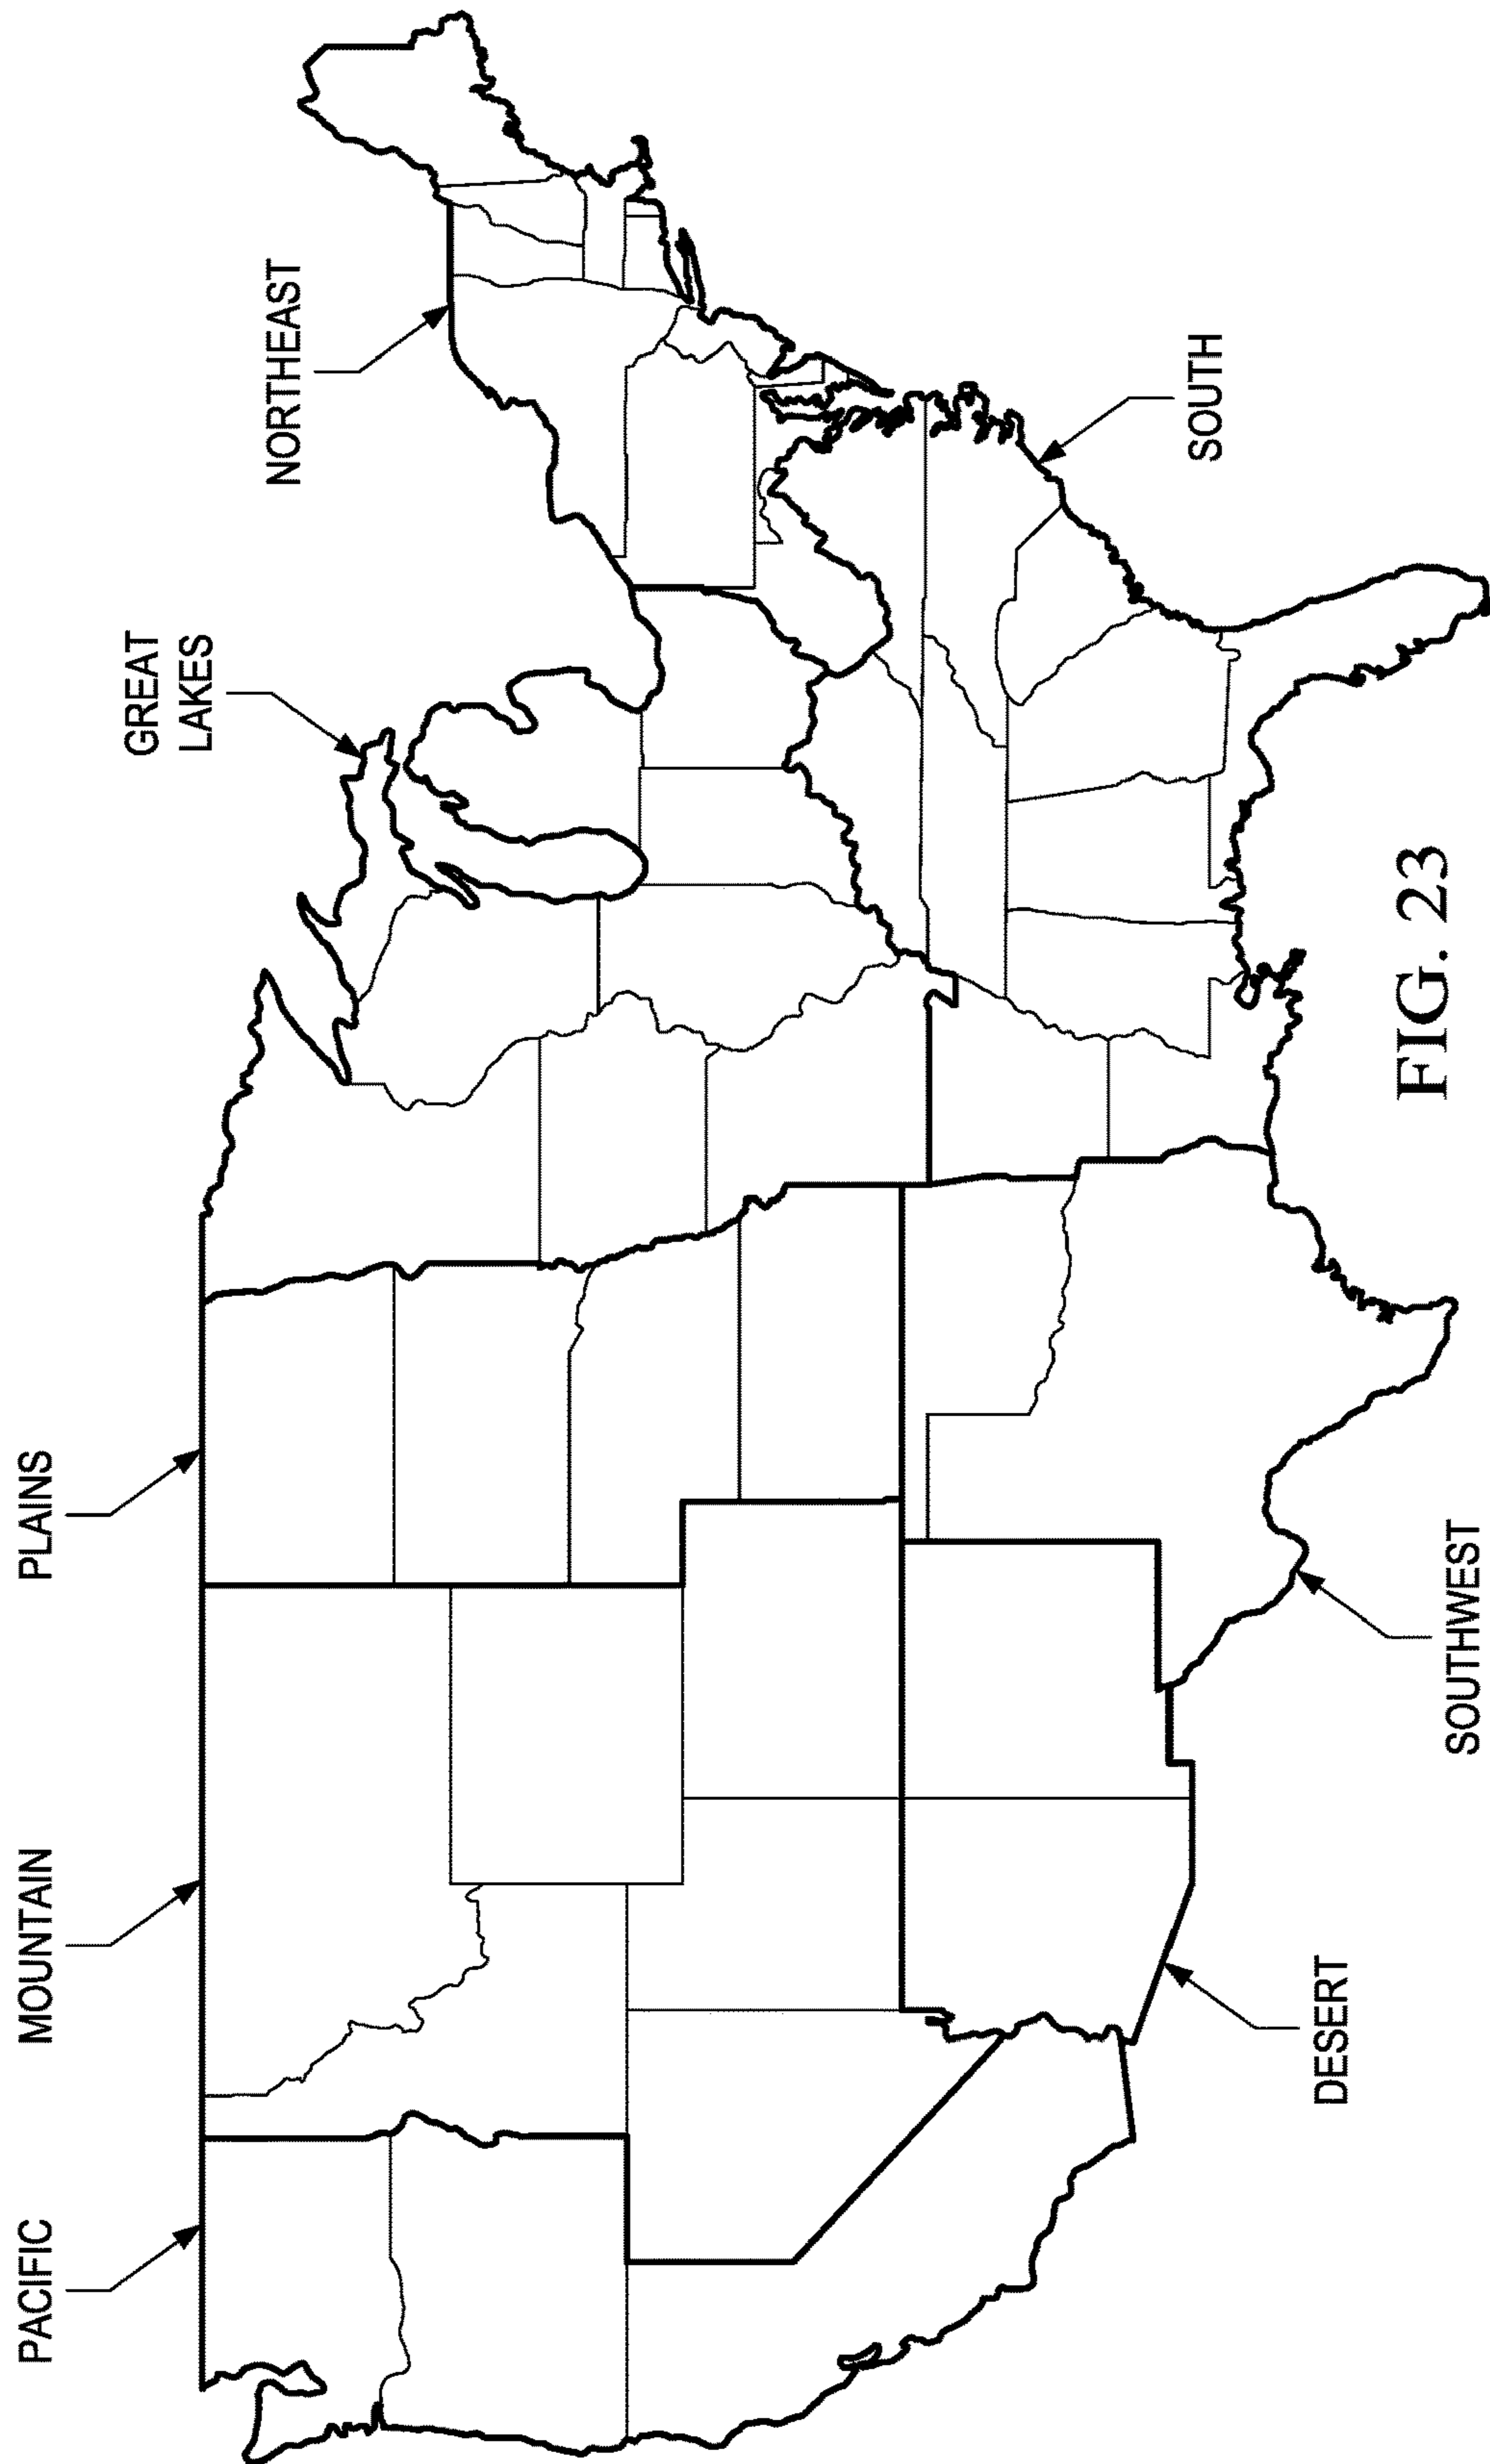 PACIFIC
MOUNTAIN
PLAINS
GREAT
LAKES
NORTHEAST
SOUTH
DESERT
SOUTHWEST
FIG. 23